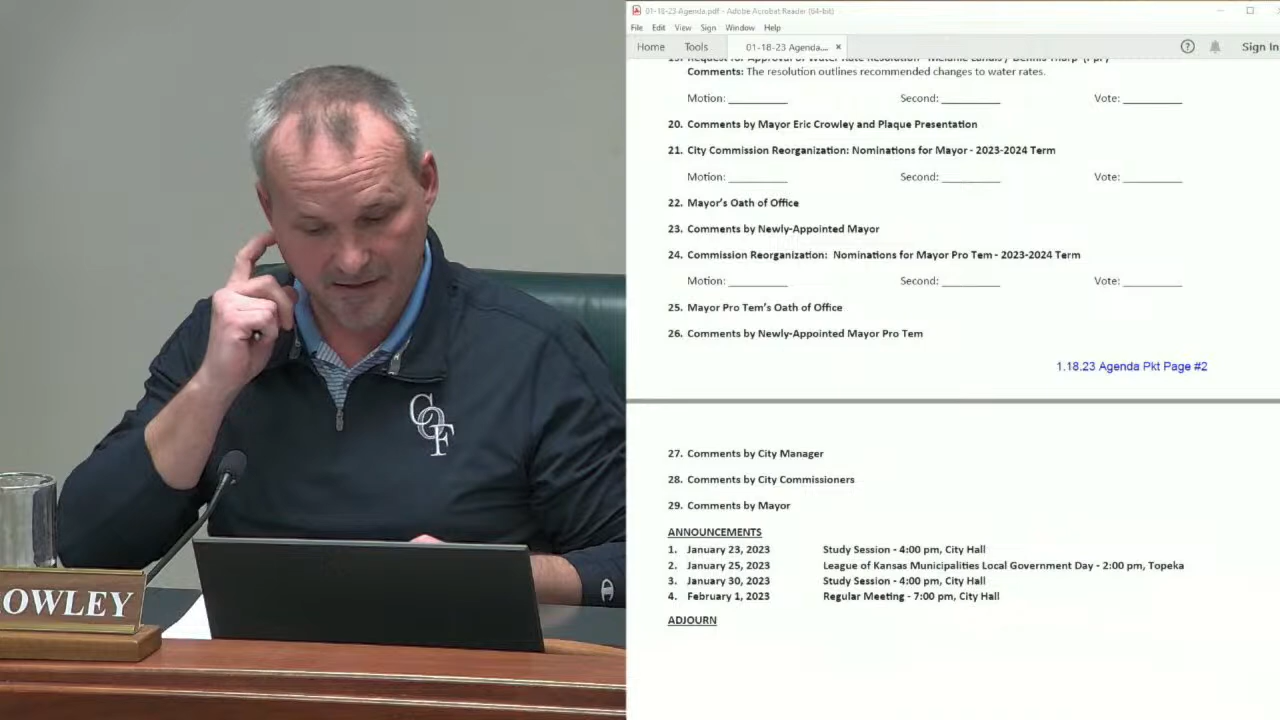 01-18-23 Agenda.pdf - Adobe Acrobat Reader (64-bit)
File Edit View Sign Window Help
Home Tools 01-18-23 Agenda... × ? Sign In
Comments: The resolution outlines recommended changes to water rates.
Motion: __________ Second: __________ Vote: __________
20. Comments by Mayor Eric Crowley and Plaque Presentation
21. City Commission Reorganization: Nominations for Mayor - 2023-2024 Term
Motion: __________ Second: __________ Vote: __________
22. Mayor's Oath of Office
23. Comments by Newly-Appointed Mayor
24. Commission Reorganization: Nominations for Mayor Pro Tem - 2023-2024 Term
Motion: __________ Second: __________ Vote: __________
25. Mayor Pro Tem's Oath of Office
26. Comments by Newly-Appointed Mayor Pro Tem
1.18.23 Agenda Pkt Page #2
27. Comments by City Manager
28. Comments by City Commissioners
29. Comments by Mayor
ANNOUNCEMENTS
1. January 23, 2023 Study Session - 4:00 pm, City Hall
2. January 25, 2023 League of Kansas Municipalities Local Government Day - 2:00 pm, Topeka
3. January 30, 2023 Study Session - 4:00 pm, City Hall
4. February 1, 2023 Regular Meeting - 7:00 pm, City Hall
ADJOURN
COF
OWLEY